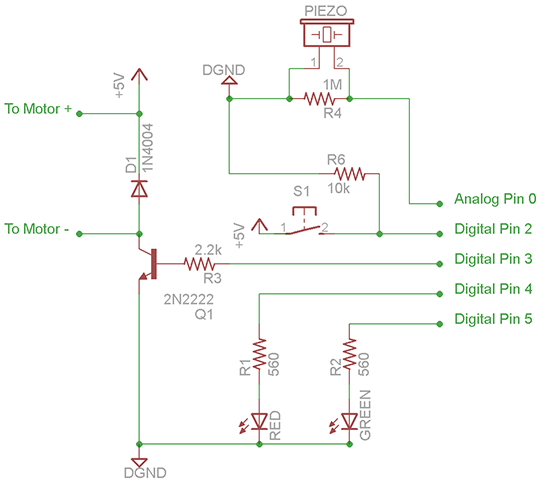 PIEZO
1 2
DGND
1M
R4
+5V
To Motor +
D1
1N4004
R6
10k
S1
Analog Pin 0
+5V
1 2
To Motor -
Digital Pin 2
2.2k
R3
Digital Pin 3
2N2222
Q1
Digital Pin 4
Digital Pin 5
R1
560
R2
560
RED
GREEN
DGND